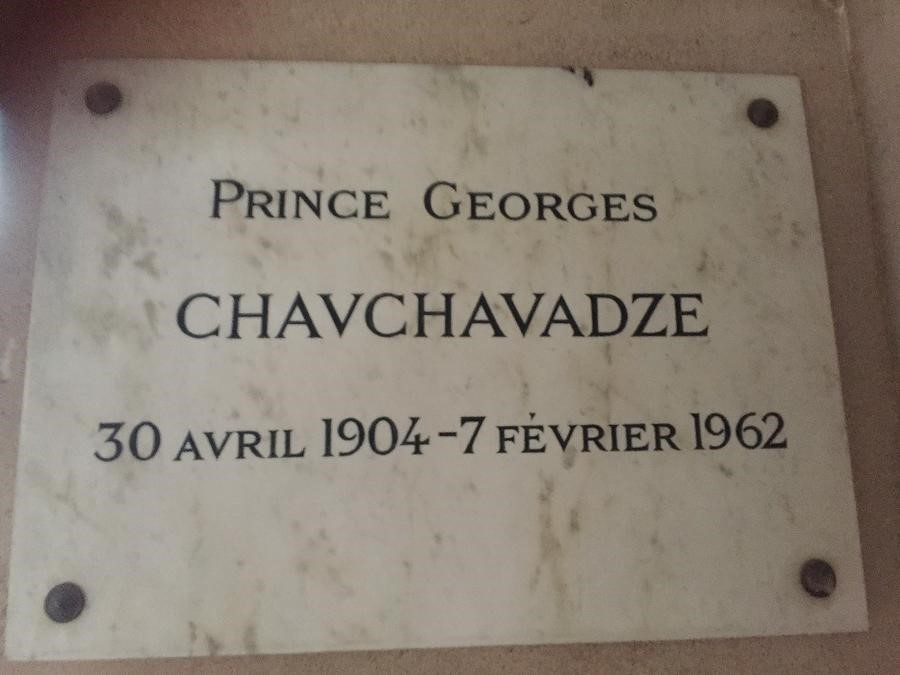 PRINCE GEORGES
CHAVCHAVADZE
30 AVRIL 1904-7 FÉVRIER 1962